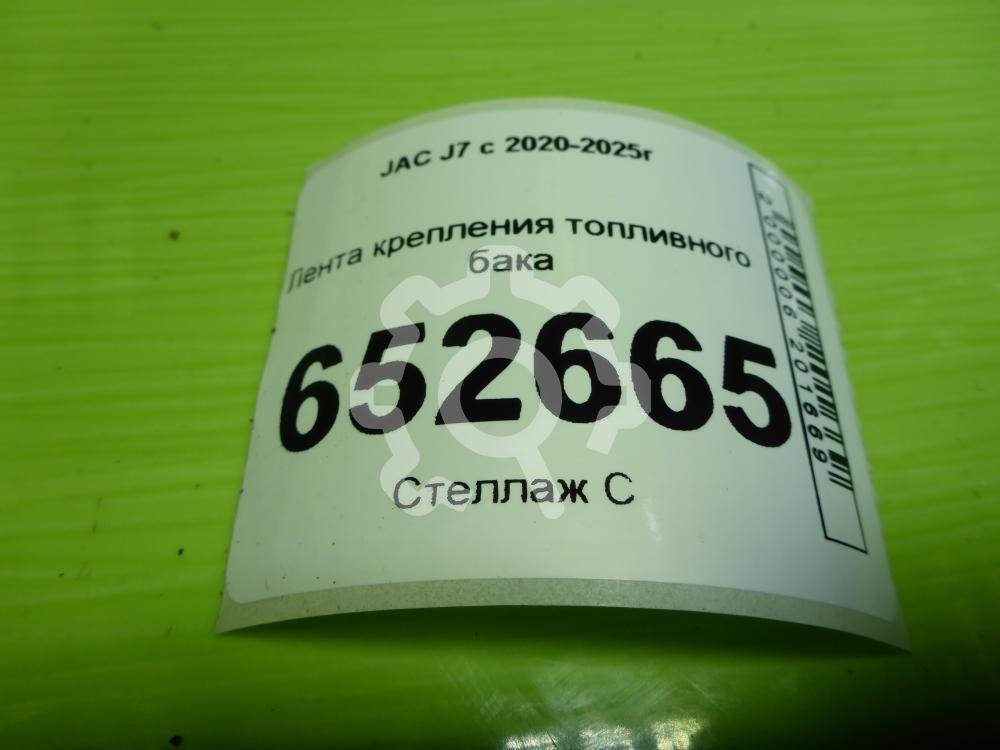 JAC J7 с 2020-2025г
Лента крепления топливного
бака
652665
Стеллаж С
2000006201669